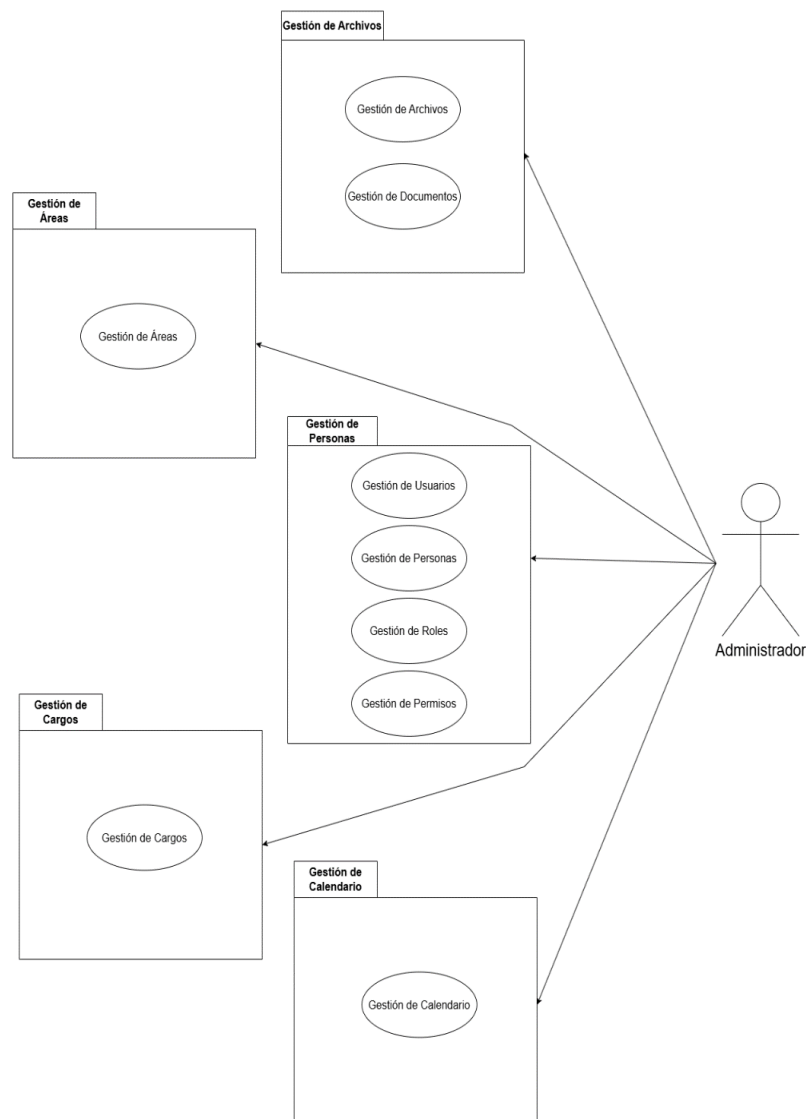 Gestión de Archivos
Gestión de Archivos
Gestión de Documentos
Gestión de
Áreas
Gestión de Áreas
Gestión de
Personas
Gestión de Usuarios
Gestión de Personas
Gestión de Roles
Gestión de Permisos
Administrador
Gestión de
Cargos
Gestión de Cargos
Gestión de
Calendario
Gestión de Calendario